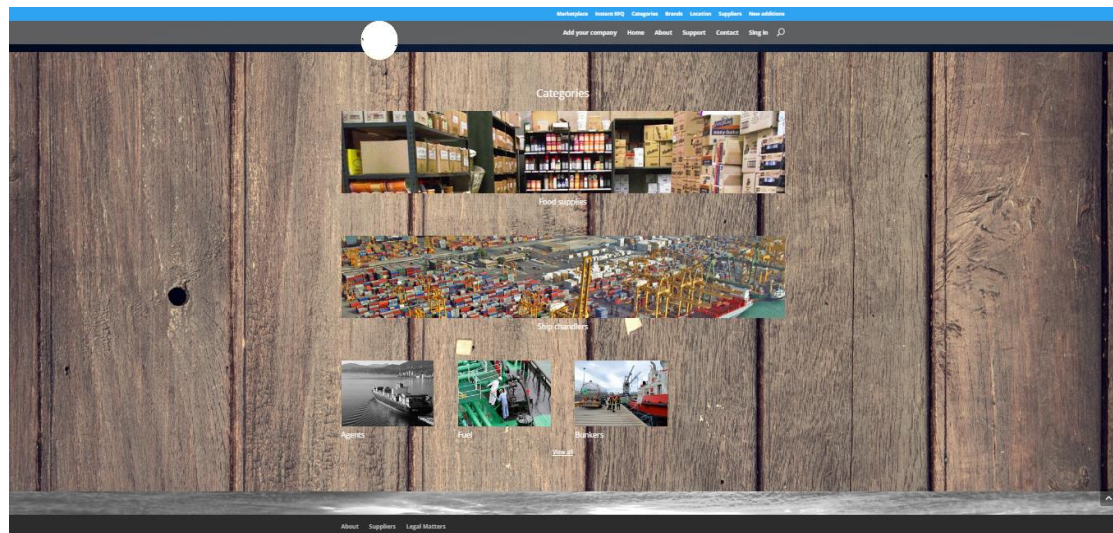 Marketplace Instant RFQ Categories Brands Location Suppliers New additions
Add your company Home About Support Contact Sing in
Categories
Food supplies
Ship chandlers
Agents Fuel Bunkers
View all
About Suppliers Legal Matters